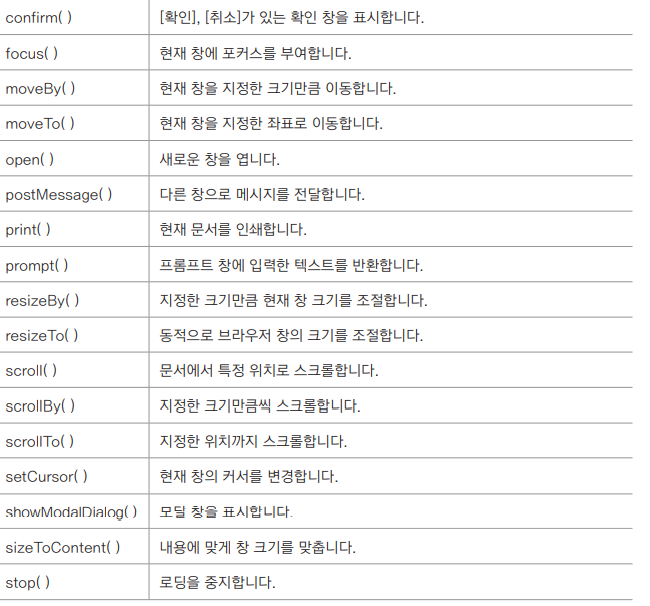 confirm( ) [확인], [취소]가 있는 확인 창을 표시합니다.
focus( ) 현재 창에 포커스를 부여합니다.
moveBy( ) 현재 창을 지정한 크기만큼 이동합니다.
moveTo( ) 현재 창을 지정한 좌표로 이동합니다.
open( ) 새로운 창을 엽니다.
postMessage( ) 다른 창으로 메시지를 전달합니다.
print( ) 현재 문서를 인쇄합니다.
prompt( ) 프롬프트 창에 입력한 텍스트를 반환합니다.
resizeBy( ) 지정한 크기만큼 현재 창 크기를 조절합니다.
resizeTo( ) 동적으로 브라우저 창의 크기를 조절합니다.
scroll( ) 문서에서 특정 위치로 스크롤합니다.
scrollBy( ) 지정한 크기만큼씩 스크롤합니다.
scrollTo( ) 지정한 위치까지 스크롤합니다.
setCursor( ) 현재 창의 커서를 변경합니다.
showModalDialog( ) 모달 창을 표시합니다.
sizeToContent( ) 내용에 맞게 창 크기를 맞춥니다.
stop( ) 로딩을 중지합니다.